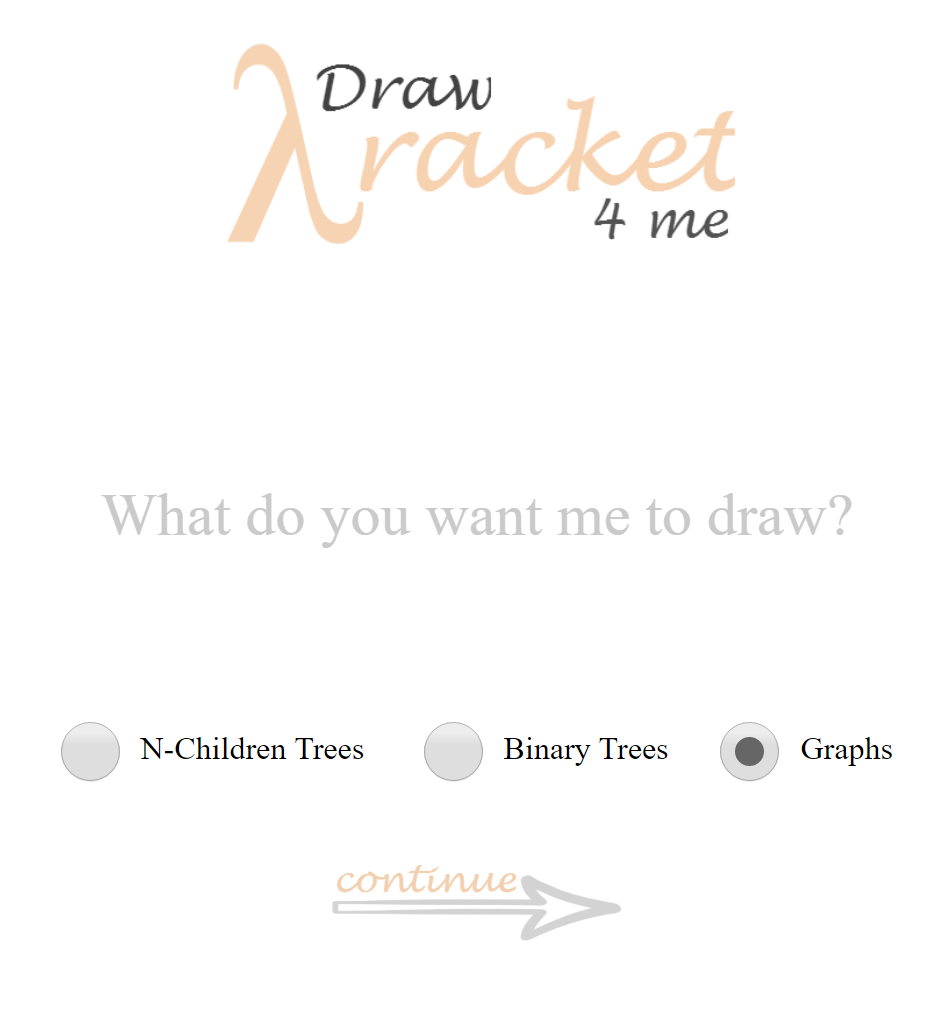 Draw
λracket
4 me
What do you want me to draw?
N-Children Trees
Binary Trees
Graphs
continue